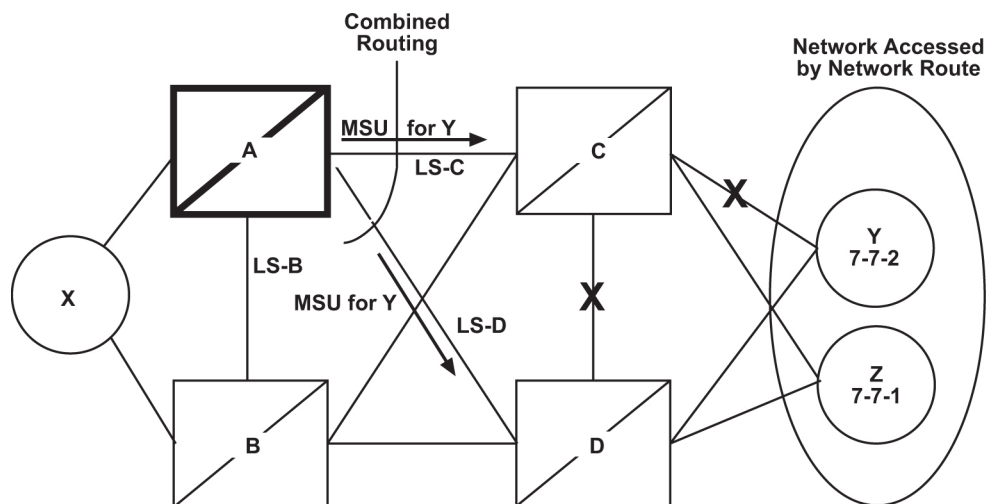 Combined
Routing
Network Accessed
by Network Route
MSU for Y
A
C
LS-C
X
Y
7-7-2
LS-B
X
MSU for Y
X
LS-D
Z
7-7-1
B
D